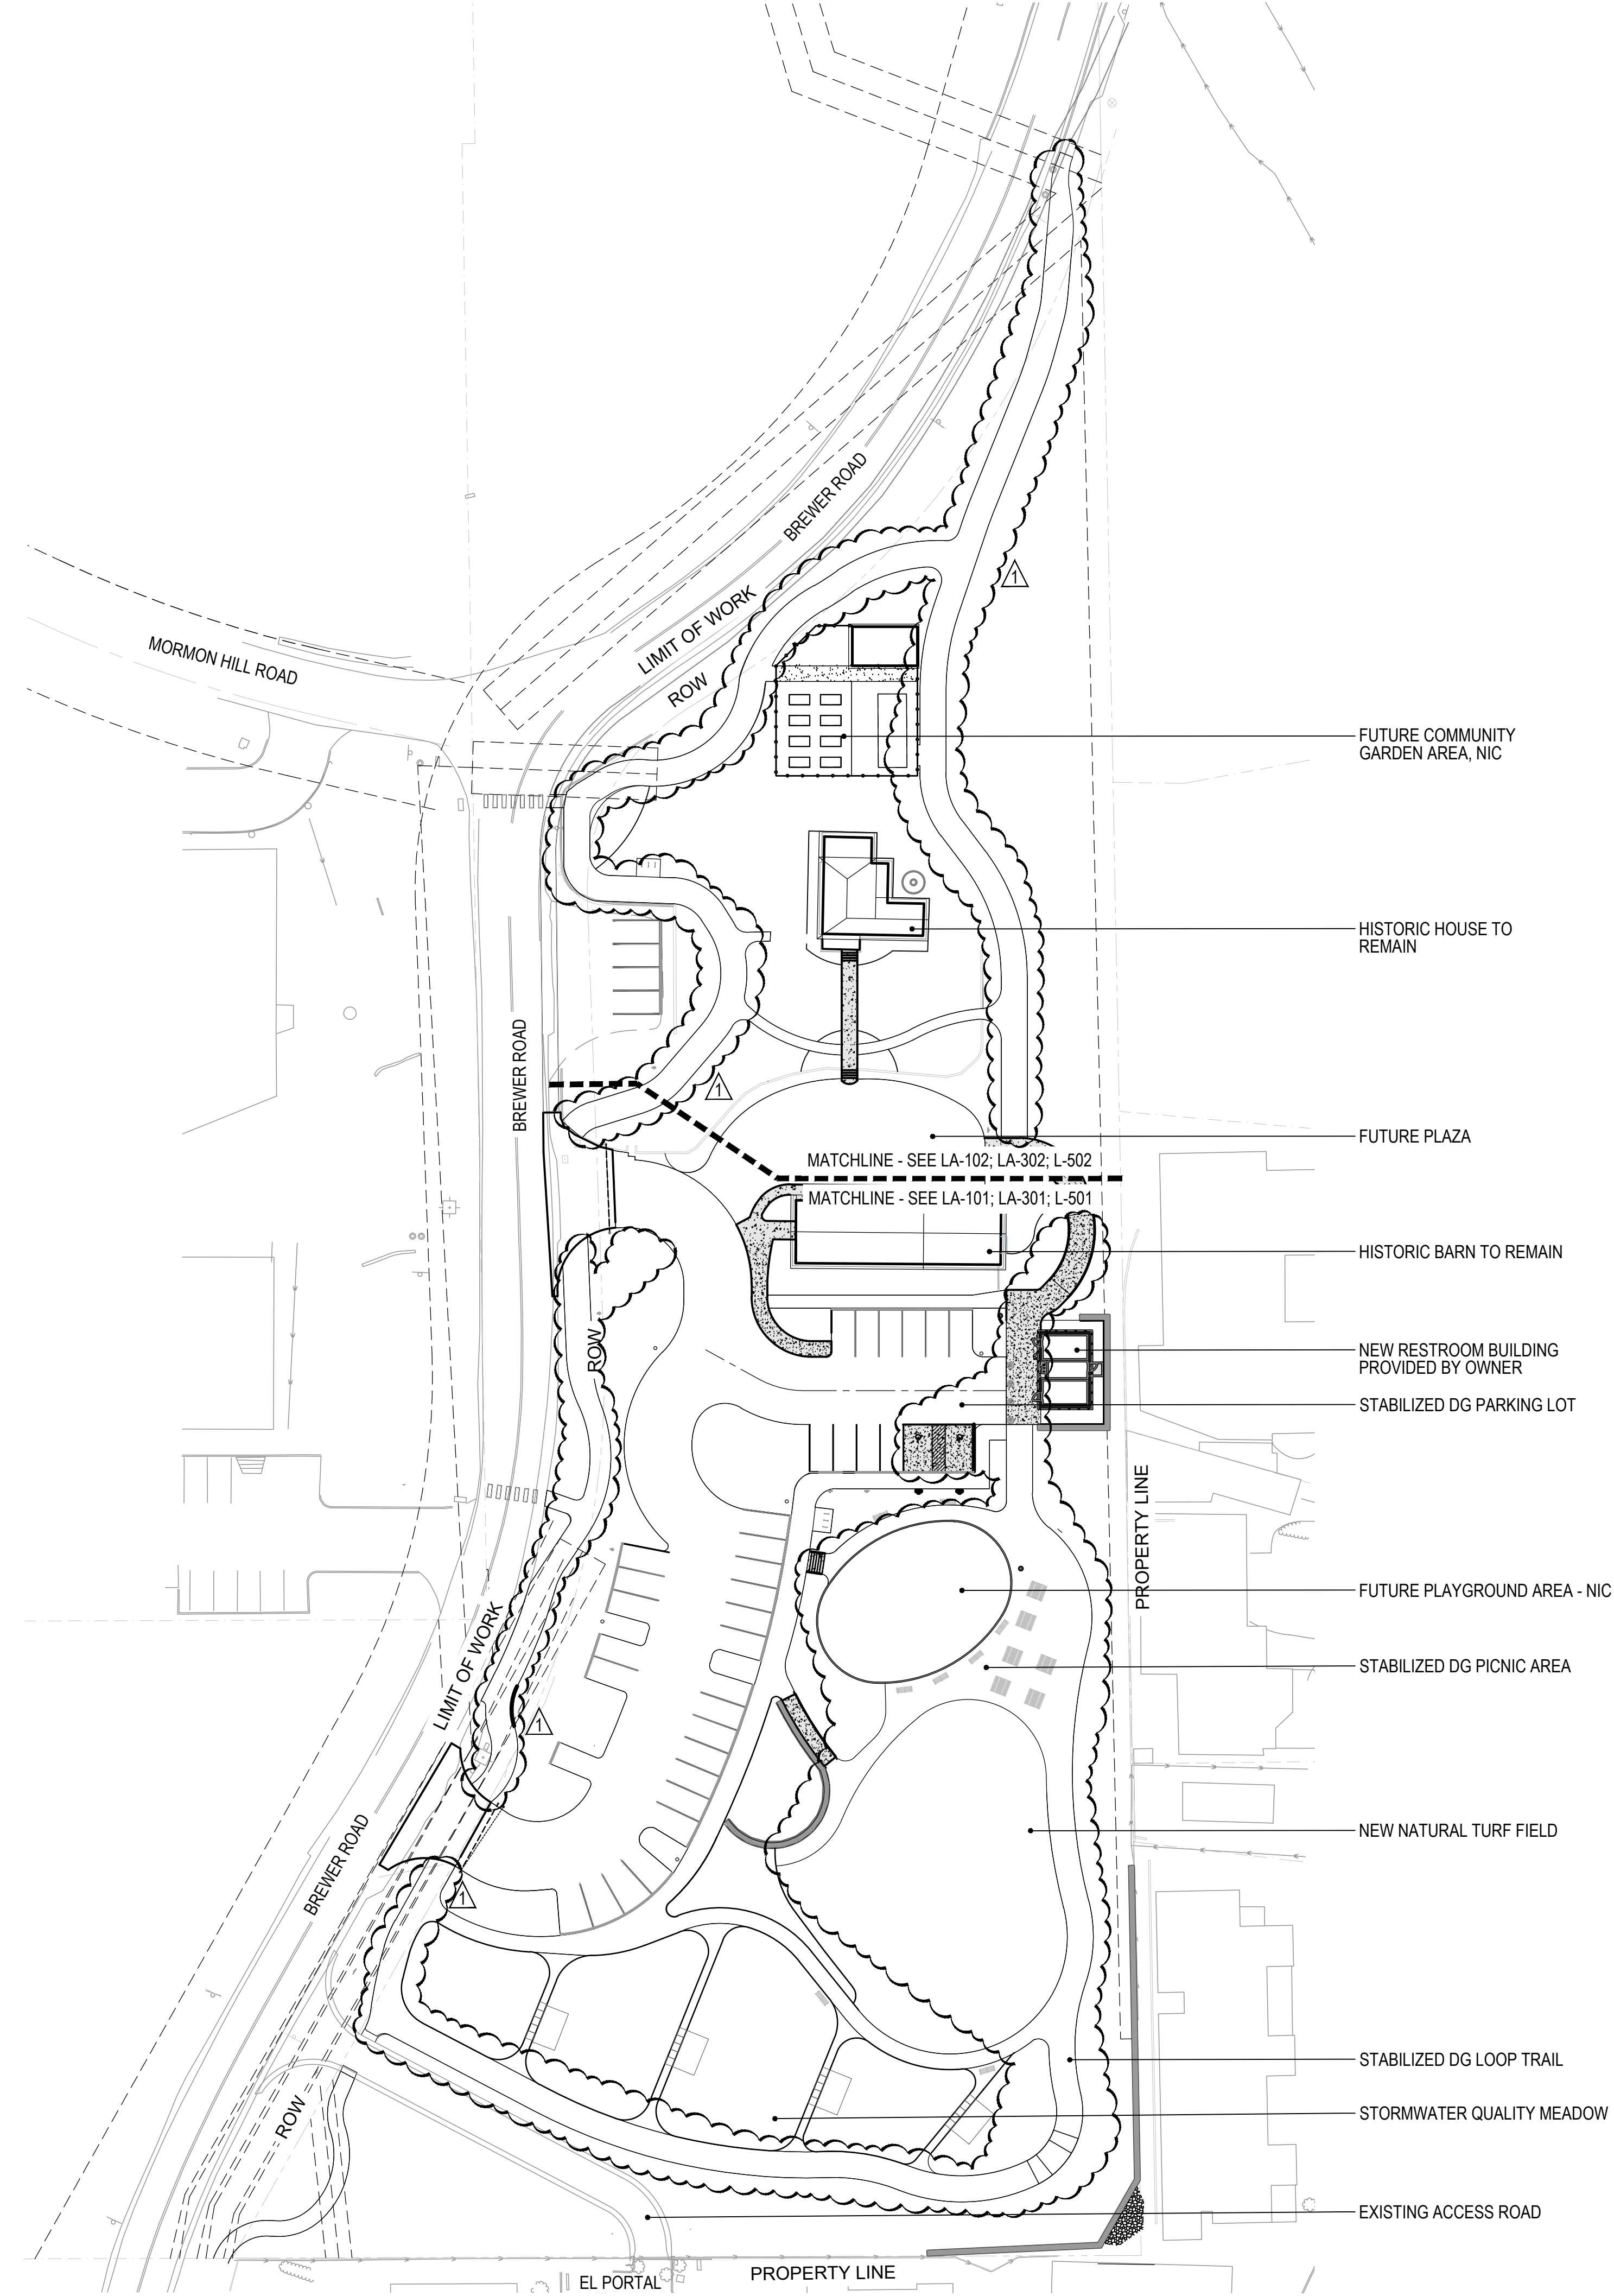 BREWER ROAD
LIMIT OF WORK
MORMON HILL ROAD
ROW
1
FUTURE COMMUNITY
GARDEN AREA, NIC
HISTORIC HOUSE TO
REMAIN
BREWER ROAD
1
FUTURE PLAZA
MATCHLINE - SEE LA-102; LA-302; L-502
MATCHLINE - SEE LA-101; LA-301; L-501
HISTORIC BARN TO REMAIN
ROW
NEW RESTROOM BUILDING
PROVIDED BY OWNER
STABILIZED DG PARKING LOT
PROPERTY LINE
FUTURE PLAYGROUND AREA - NIC
LIMIT OF WORK
STABILIZED DG PICNIC AREA
1
BREWER ROAD
NEW NATURAL TURF FIELD
1
STABILIZED DG LOOP TRAIL
ROW
STORMWATER QUALITY MEADOW
EXISTING ACCESS ROAD
PROPERTY LINE
EL PORTAL